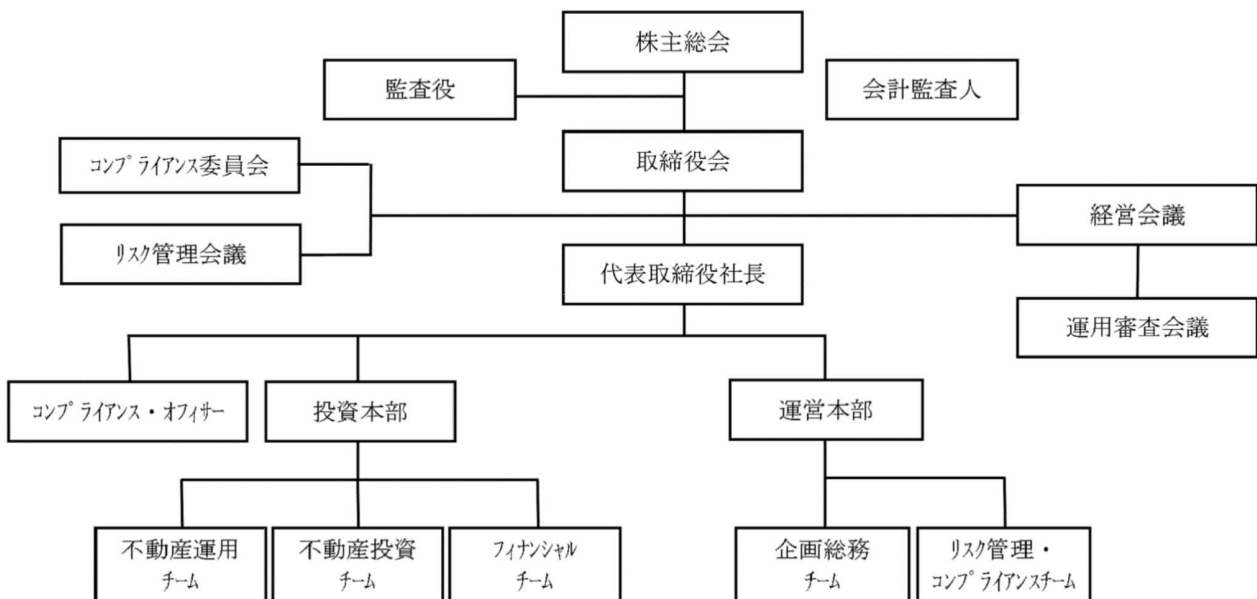 株主総会
監査役
会計監査人
取締役会
コンプライアンス委員会
経営会議
リスク管理会議
代表取締役社長
運用審査会議
コンプライアンス・オフィサー
投資本部
運営本部
不動産運用
チーム
不動産投資
チーム
フィナンシャル
チーム
企画総務
チーム
リスク管理・
コンプライアンスチーム